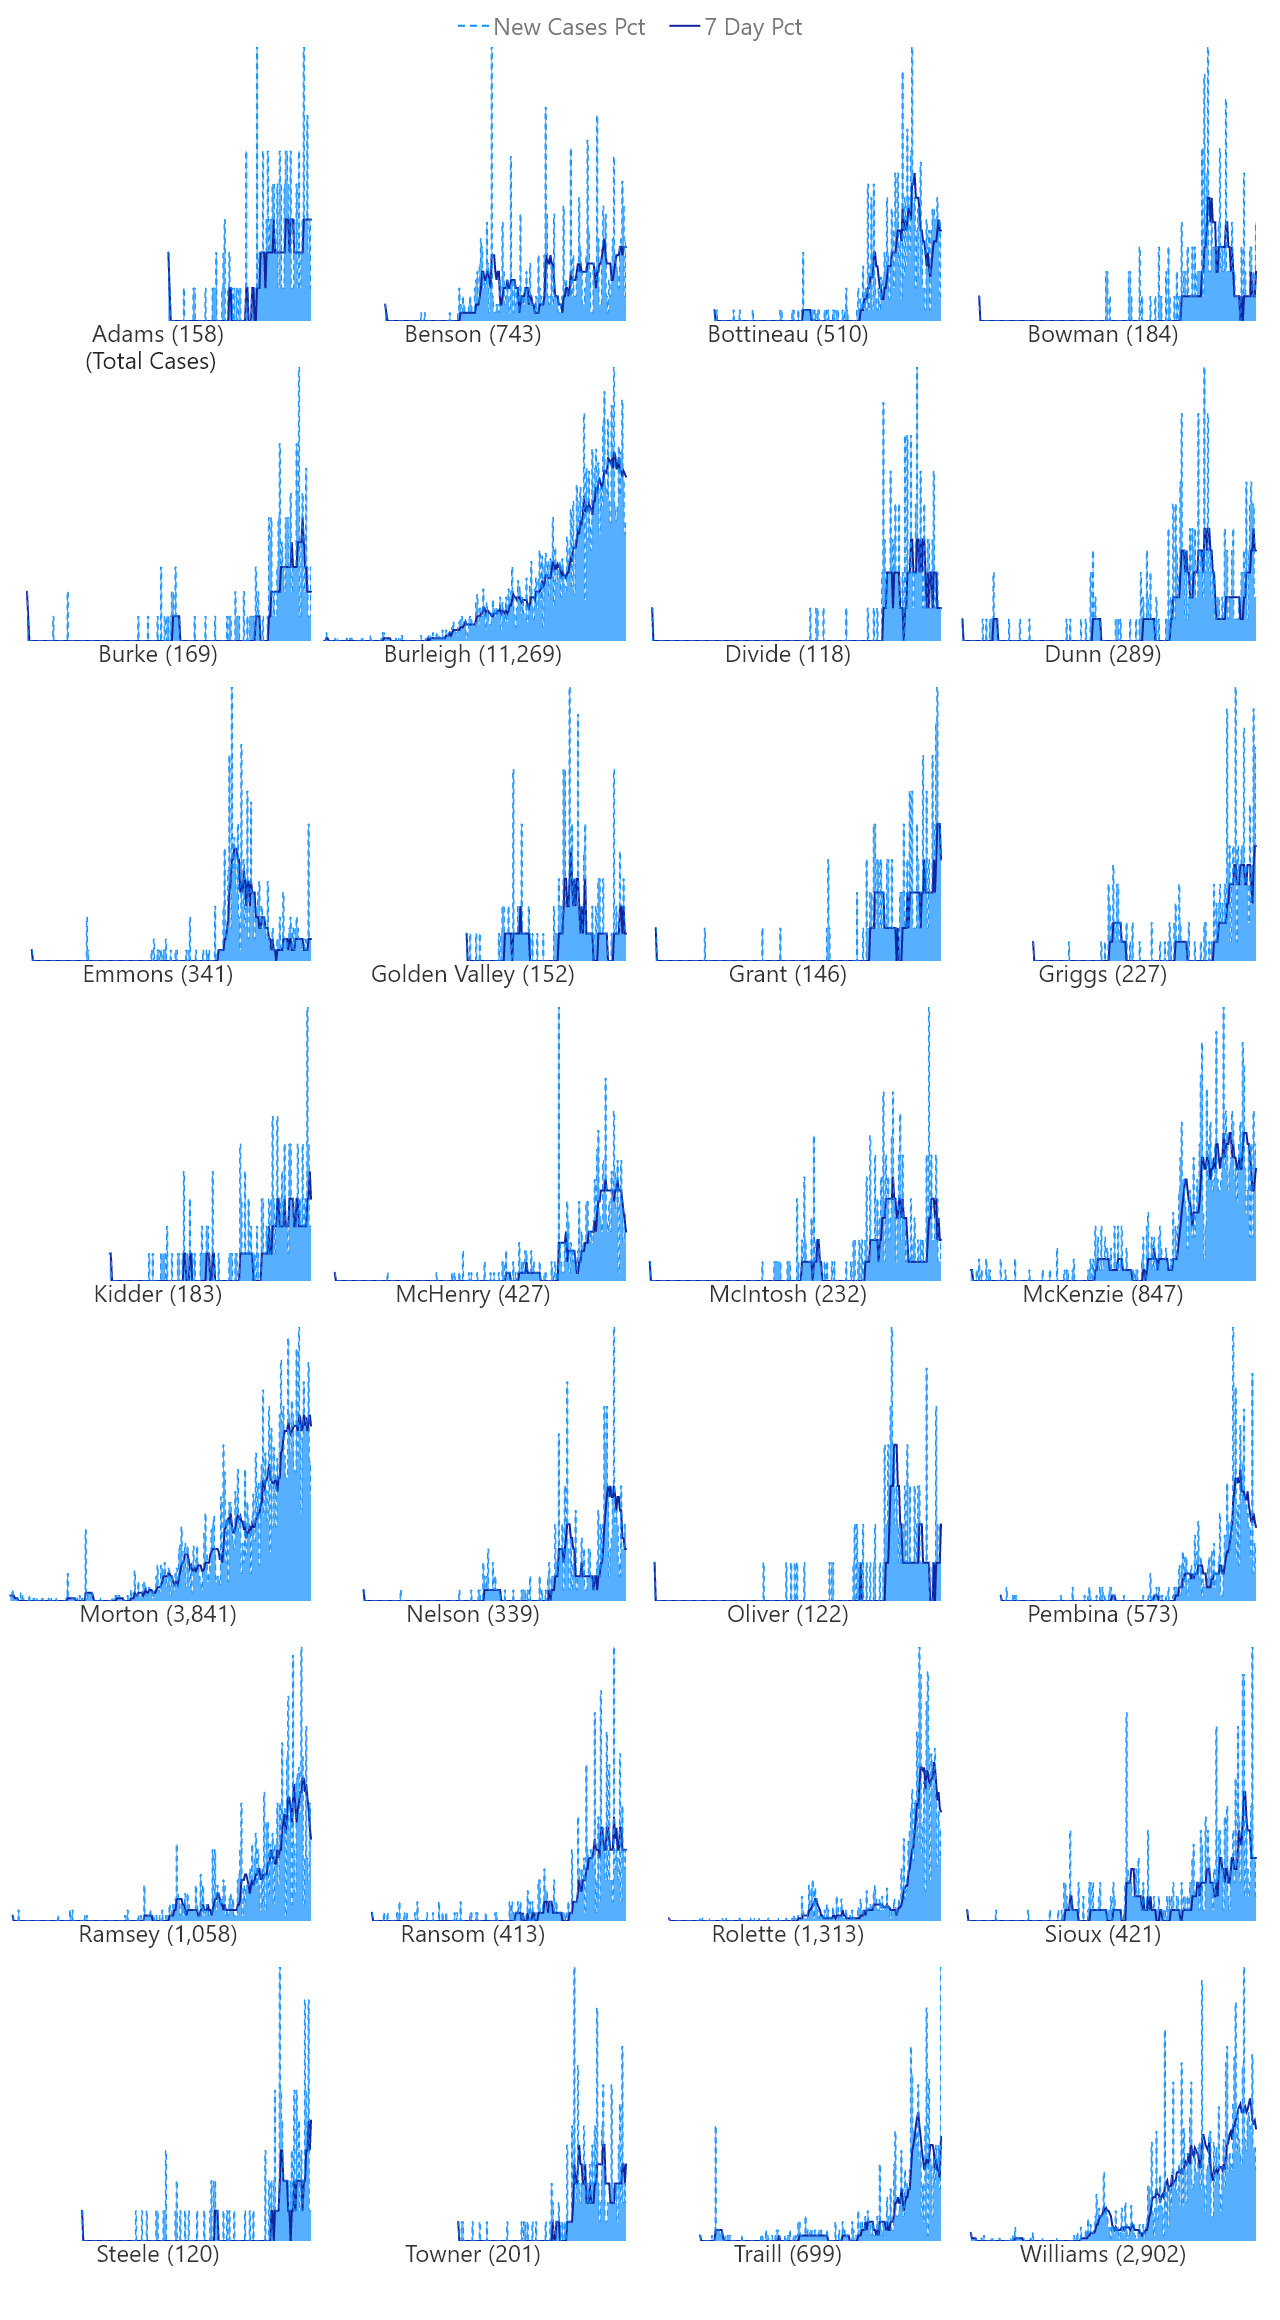 New Cases Pct 7 Day Pct
Adams (158) Benson (743) Bottineau (510) Bowman (184)
(Total Cases)
Burke (169) Burleigh (11,269) Divide (118) Dunn (289)
Emmons (341) Golden Valley (152) Grant (146) Griggs (227)
Kidder (183) McHenry (427) McIntosh (232) McKenzie (847)
Morton (3,841) Nelson (339) Oliver (122) Pembina (573)
Ramsey (1,058) Ransom (413) Rolette (1,313) Sioux (421)
Steele (120) Towner (201) Traill (699) Williams (2,902)